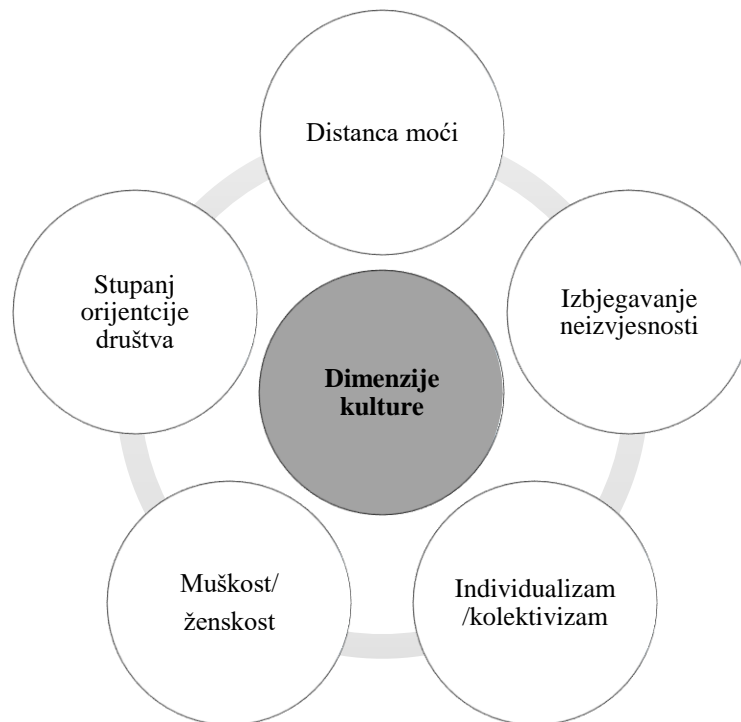 Distanca moći
Izbjegavanje
neizvjesnosti
Individualizam
/kolektivizam
Muškost/
ženskost
Stupanj
orijentcije
društva
Dimenzije
kulture